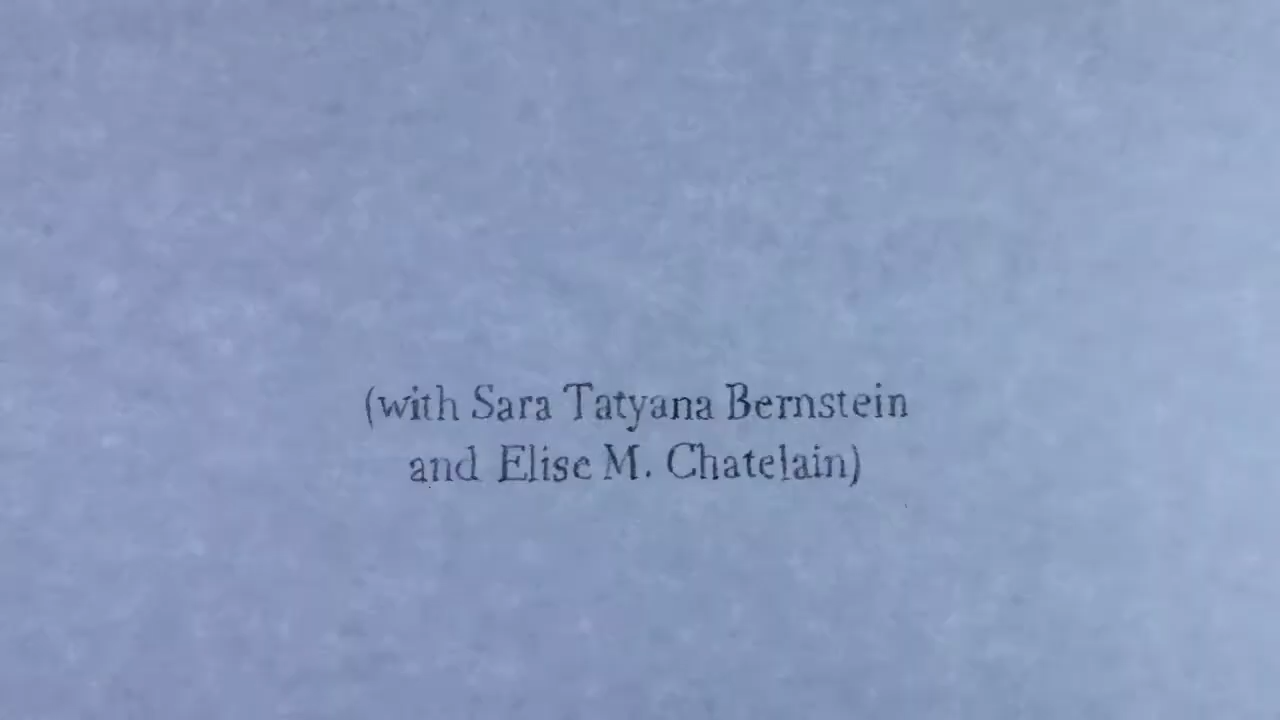 (with Sara Tatyana Bernstein
and Elise M. Chatelain)